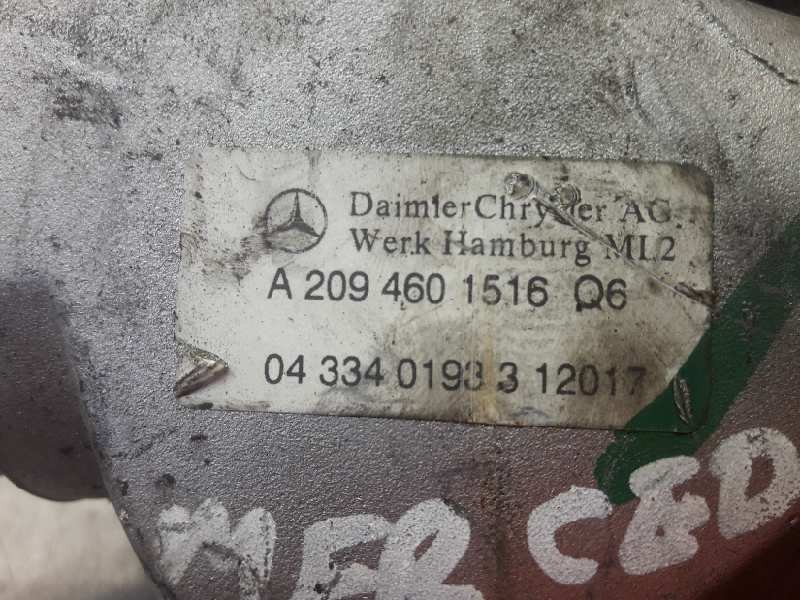 DaimlerChrysler AG.
Werk Hamburg ML2
A 209 460 1516 Q6
04 334 0193 3 12017
MERCED